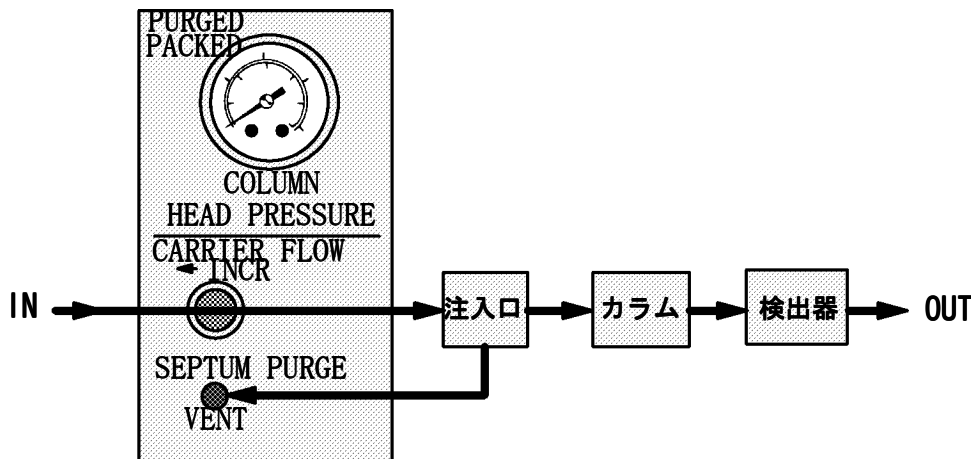 PURGED
PACKED
COLUMN
HEAD PRESSURE
CARRIER FLOW
INCR
IN
注入口
カラム
検出器
OUT
SEPTUM PURGE
VENT